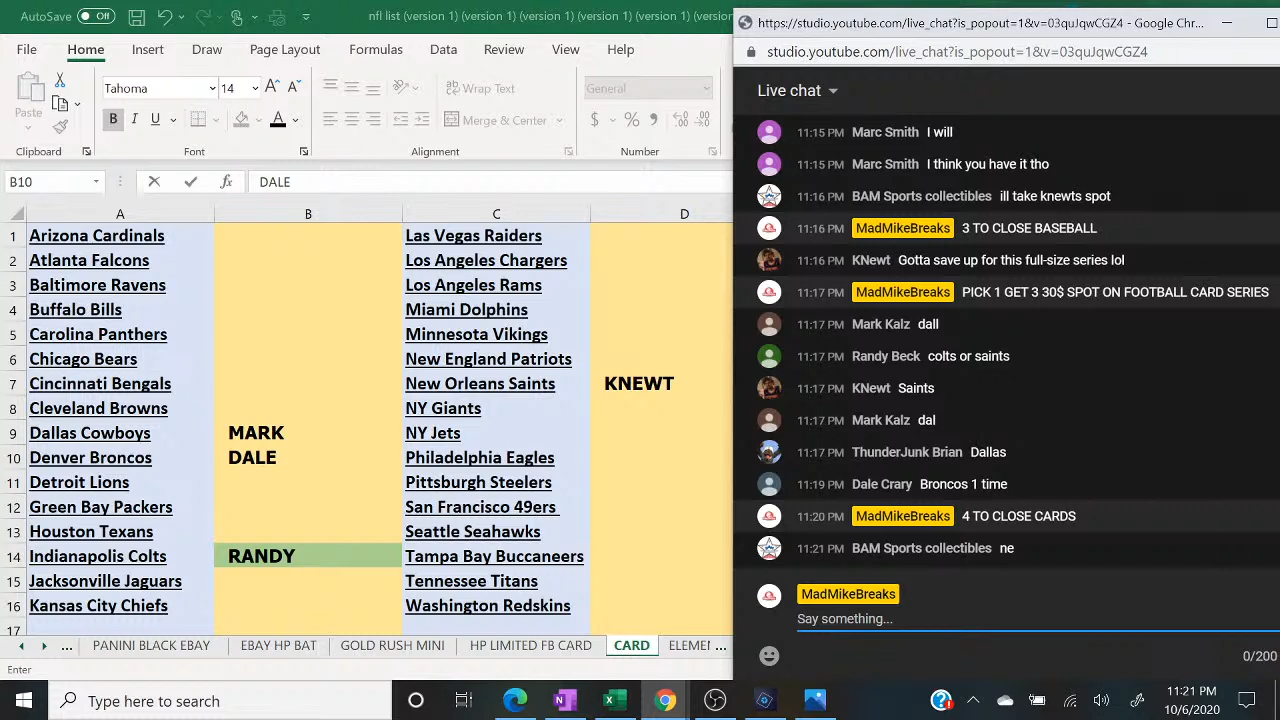 AutoSave Off nfl list (version 1) (version 1) (version 1)
File Home Insert Draw Page Layout Formulas Data Review View Help
Paste Tahoma 14 A A Wrap Text General
B I U A Merge & Center $ %
Clipboard Font Alignment Number
B10 fx DALE
A B C D
1 Arizona Cardinals Las Vegas Raiders
2 Atlanta Falcons Los Angeles Chargers
3 Baltimore Ravens Los Angeles Rams
4 Buffalo Bills Miami Dolphins
5 Carolina Panthers Minnesota Vikings
6 Chicago Bears New England Patriots
7 Cincinnati Bengals New Orleans Saints KNEWT
8 Cleveland Browns NY Giants
9 Dallas Cowboys MARK NY Jets
10 Denver Broncos DALE Philadelphia Eagles
11 Detroit Lions Pittsburgh Steelers
12 Green Bay Packers San Francisco 49ers
13 Houston Texans Seattle Seahawks
14 Indianapolis Colts RANDY Tampa Bay Buccaneers
15 Jacksonville Jaguars Tennessee Titans
16 Kansas City Chiefs Washington Redskins
17
... PANINI BLACK EBAY EBAY HP BAT GOLD RUSH MINI HP LIMITED FB CARD CARD ELEMEN ...
Enter
https://studio.youtube.com/live_chat?is_popout=1&v=03quJqwCGZ4 - Google Chr...
studio.youtube.com/live_chat?is_popout=1&v=03quJqwCGZ4
Live chat
11:15 PM Marc Smith I will
11:15 PM Marc Smith I think you have it tho
11:16 PM BAM Sports collectibles ill take knewts spot
11:16 PM MadMikeBreaks 3 TO CLOSE BASEBALL
11:16 PM KNewt Gotta save up for this full-size series lol
11:17 PM MadMikeBreaks PICK 1 GET 3 30$ SPOT ON FOOTBALL CARD SERIES
11:17 PM Mark Kalz dall
11:17 PM Randy Beck colts or saints
11:17 PM KNewt Saints
11:17 PM Mark Kalz dal
11:17 PM ThunderJunk Brian Dallas
11:19 PM Dale Crary Broncos 1 time
11:20 PM MadMikeBreaks 4 TO CLOSE CARDS
11:21 PM BAM Sports collectibles ne
MadMikeBreaks
Say something...
0/200
Type here to search
11:21 PM
10/6/2020